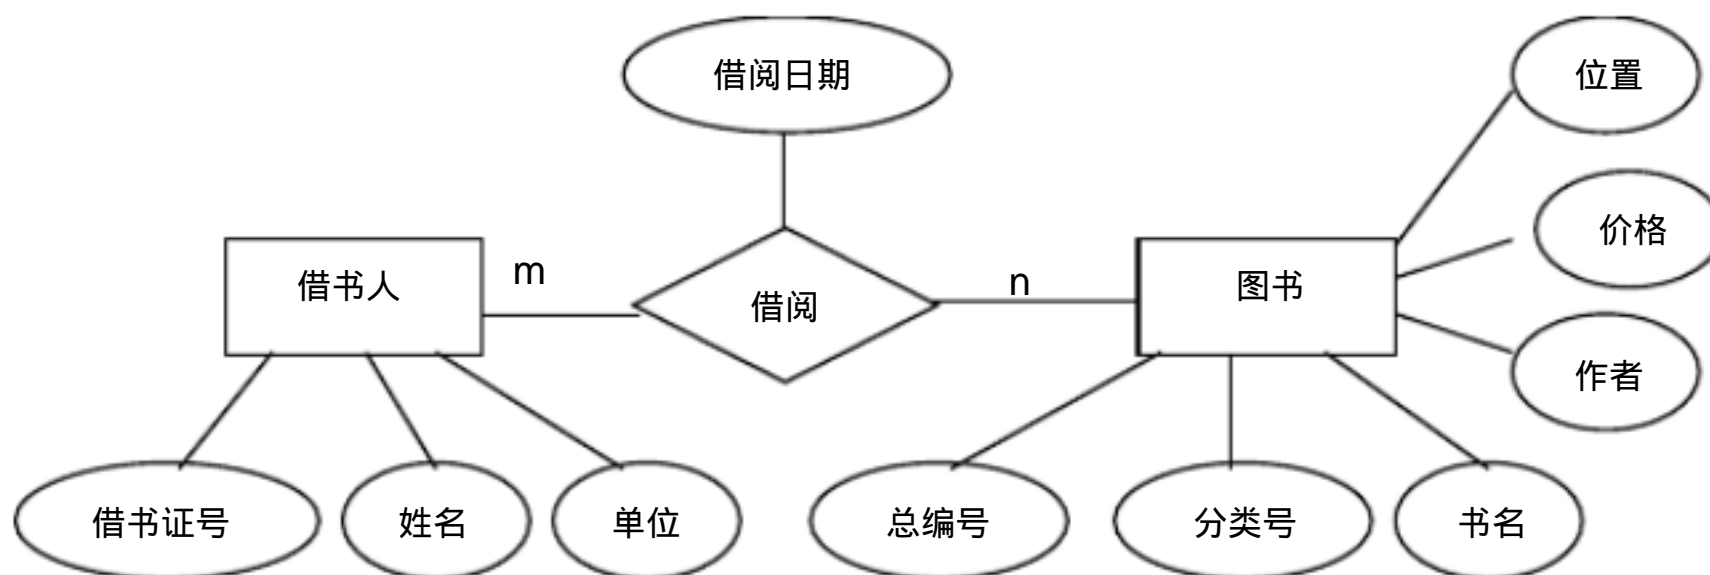 借阅日期
位置
价格
借书人
m
借阅
n
图书
作者
借书证号
姓名
单位
总编号
分类号
书名